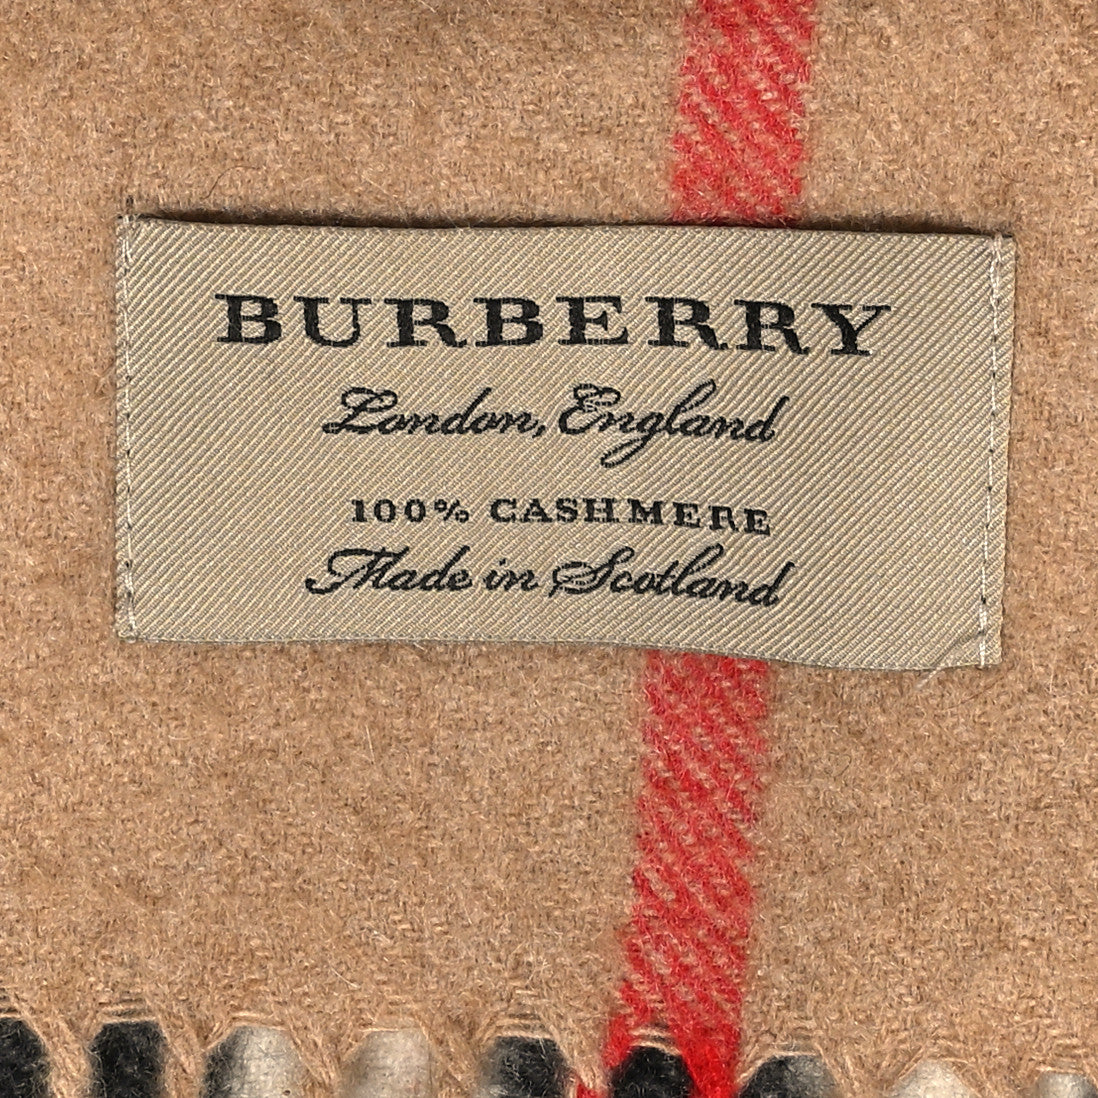 BURBERRY
London, England
100% CASHMERE
Made in Scotland